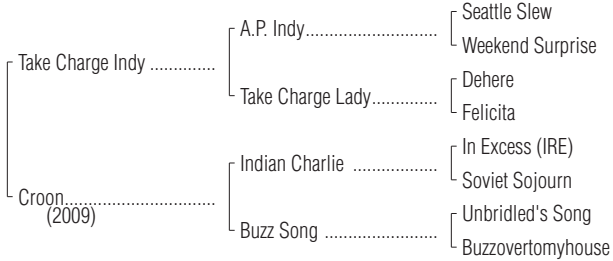 Seattle Slew
A.P. Indy........................
Weekend Surprise
Take Charge Indy ..............
Dehere
Take Charge Lady..............
Felicita
In Excess (IRE)
Indian Charlie ..................
Soviet Sojourn
Croon................................
(2009)
Unbridled's Song
Buzz Song ........................
Buzzovertomyhouse